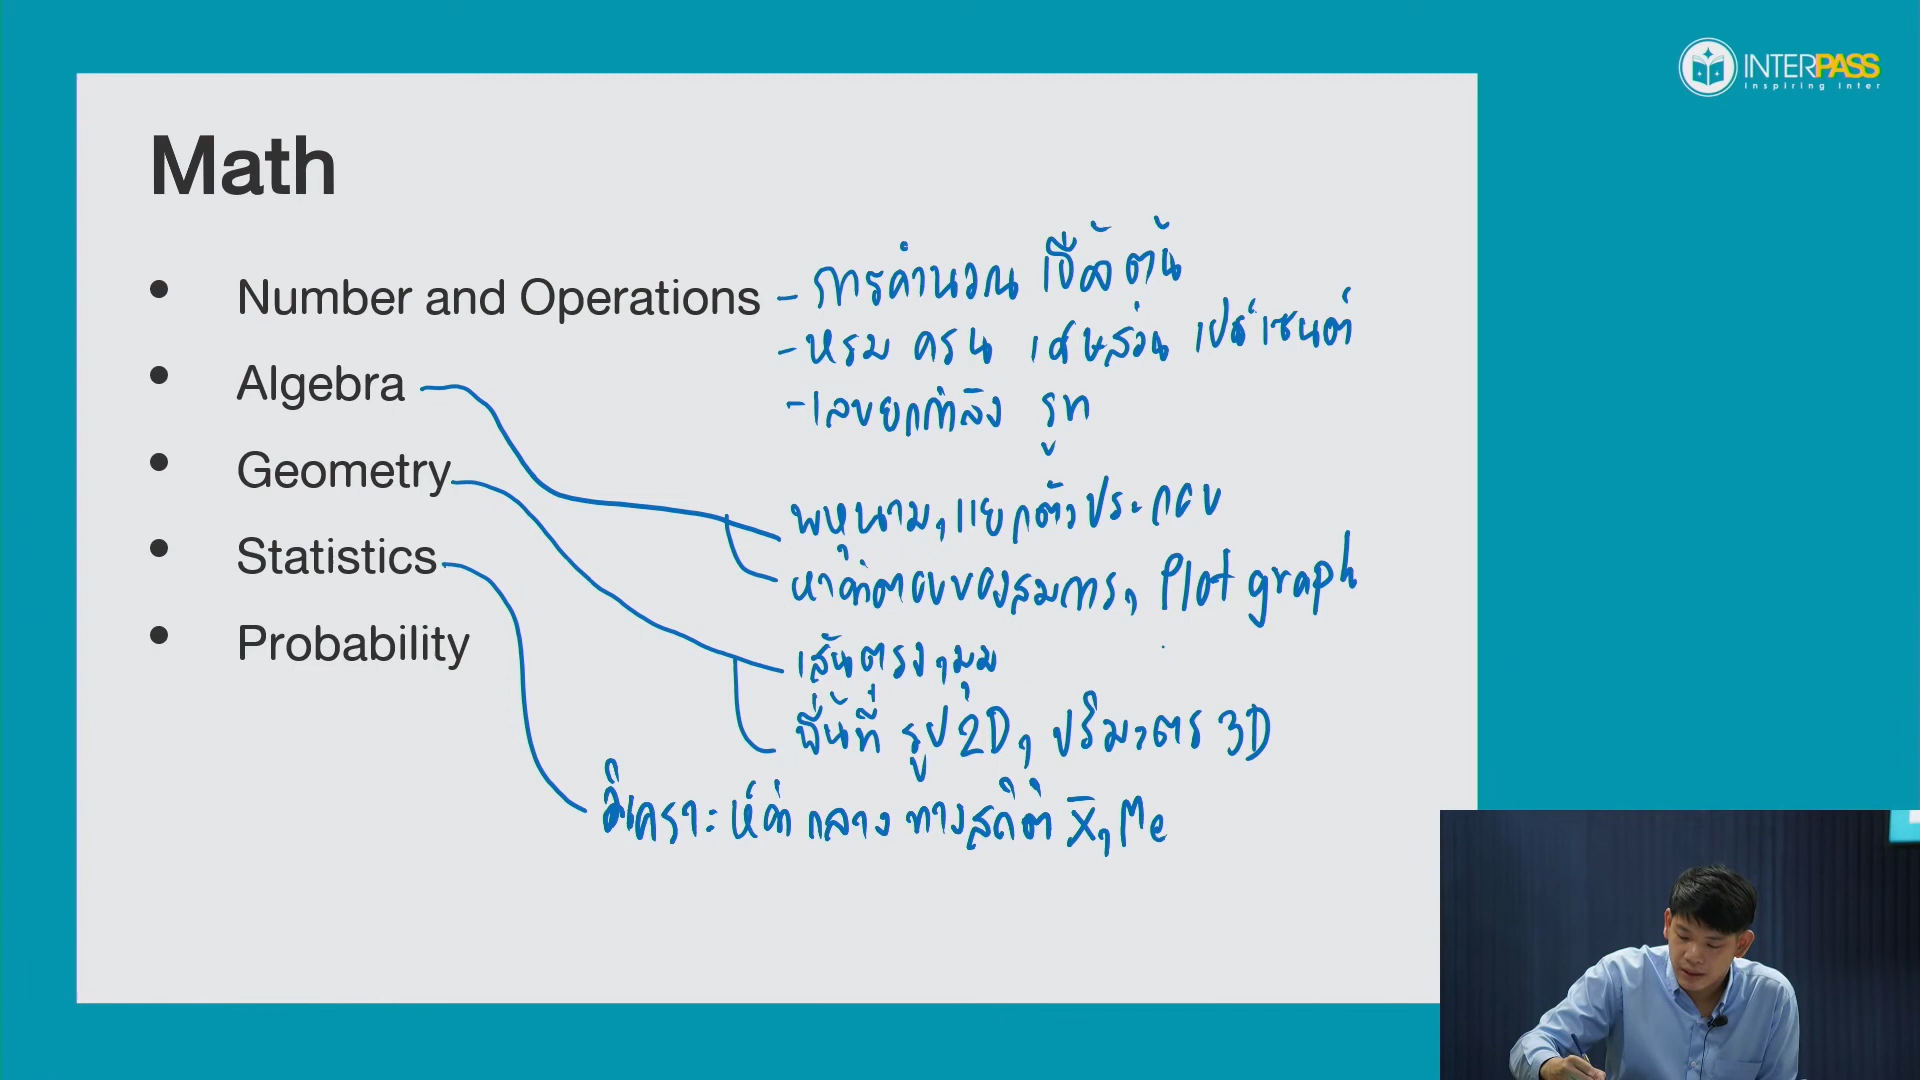 INTERPASS
Inspiring Inter
Math
• Number and Operations
- การคำนวณ เบื้องต้น
- หรม ครน เศษส่วน เปอร์เซนต์
- เลขยกกำลัง รูท
• Algebra
พหุนาม, แยกตัวประกอบ
หาคำตอบของสมการ, Plot graph
• Geometry
เส้นตรง, มุม
พื้นที่ รูป 2D, ปริมาตร 3D
• Statistics
วิเคราะห์ค่ากลางทางสถิติ x̄, Me
• Probability